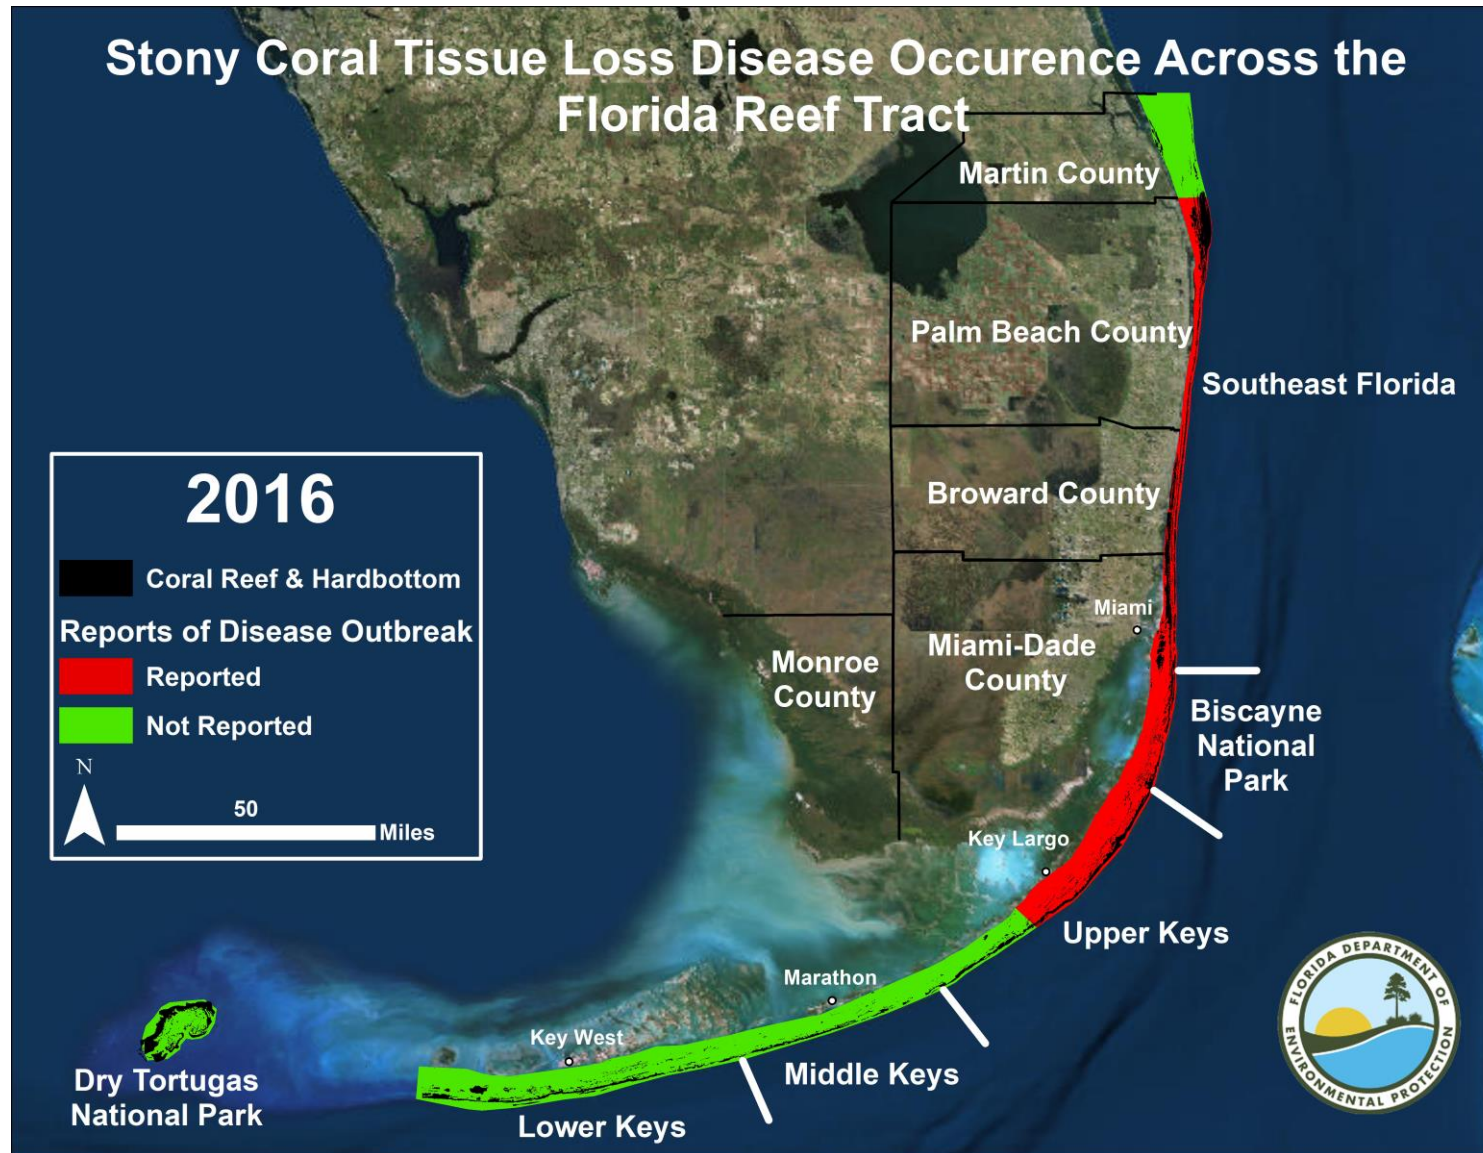 Stony Coral Tissue Loss Disease Occurence Across the
Florida Reef Tract
Martin County
Palm Beach County
Southeast Florida
Broward County
Miami
Miami-Dade
County
Monroe
County
Biscayne
National
Park
Key Largo
Upper Keys
Marathon
Middle Keys
Key West
Lower Keys
Dry Tortugas
National Park
2016
Coral Reef & Hardbottom
Reports of Disease Outbreak
Reported
Not Reported
N
50
Miles
FLORIDA DEPARTMENT OF
ENVIRONMENTAL PROTECTION